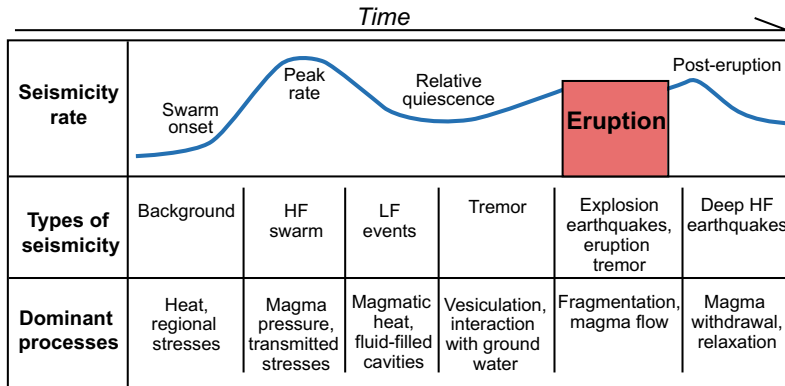 Time
Seismicity
rate
Swarm
onset
Peak
rate
Relative
quiescence
Eruption
Post-eruption
Types of
seismicity
Background
HF
swarm
LF
events
Tremor
Explosion
earthquakes,
eruption
tremor
Deep HF
earthquakes
Dominant
processes
Heat,
regional
stresses
Magma
pressure,
transmitted
stresses
Magmatic
heat,
fluid-filled
cavities
Vesiculation,
interaction
with ground
water
Fragmentation,
magma flow
Magma
withdrawal,
relaxation